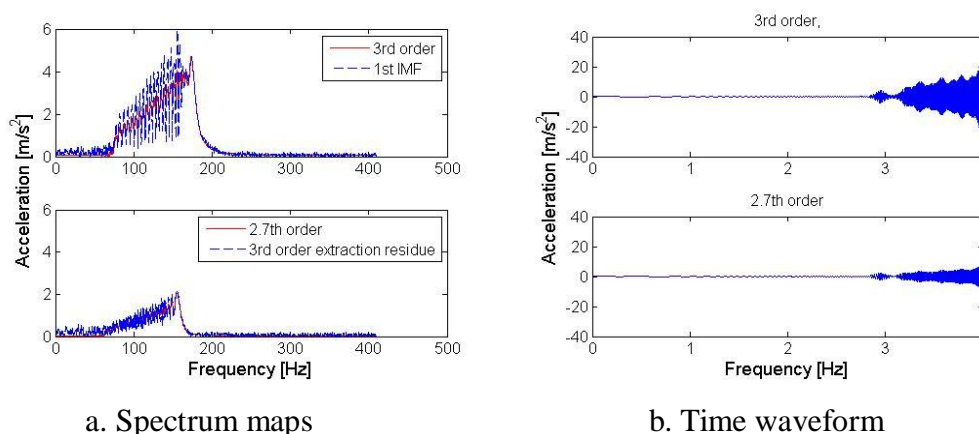 6
4
2
0
0 100 200 300 400 500
3rd order
1st IMF
6
4
2
0
0 100 200 300 400 500
2.7th order
3rd order extraction residue
Acceleration [m/s²]
Frequency [Hz]
a. Spectrum maps
3rd order,
40
20
0
-20
-40
0 1 2 3
2.7th order
40
20
0
-20
-40
0 1 2 3
Acceleration [m/s²]
Frequency [Hz]
b. Time waveform